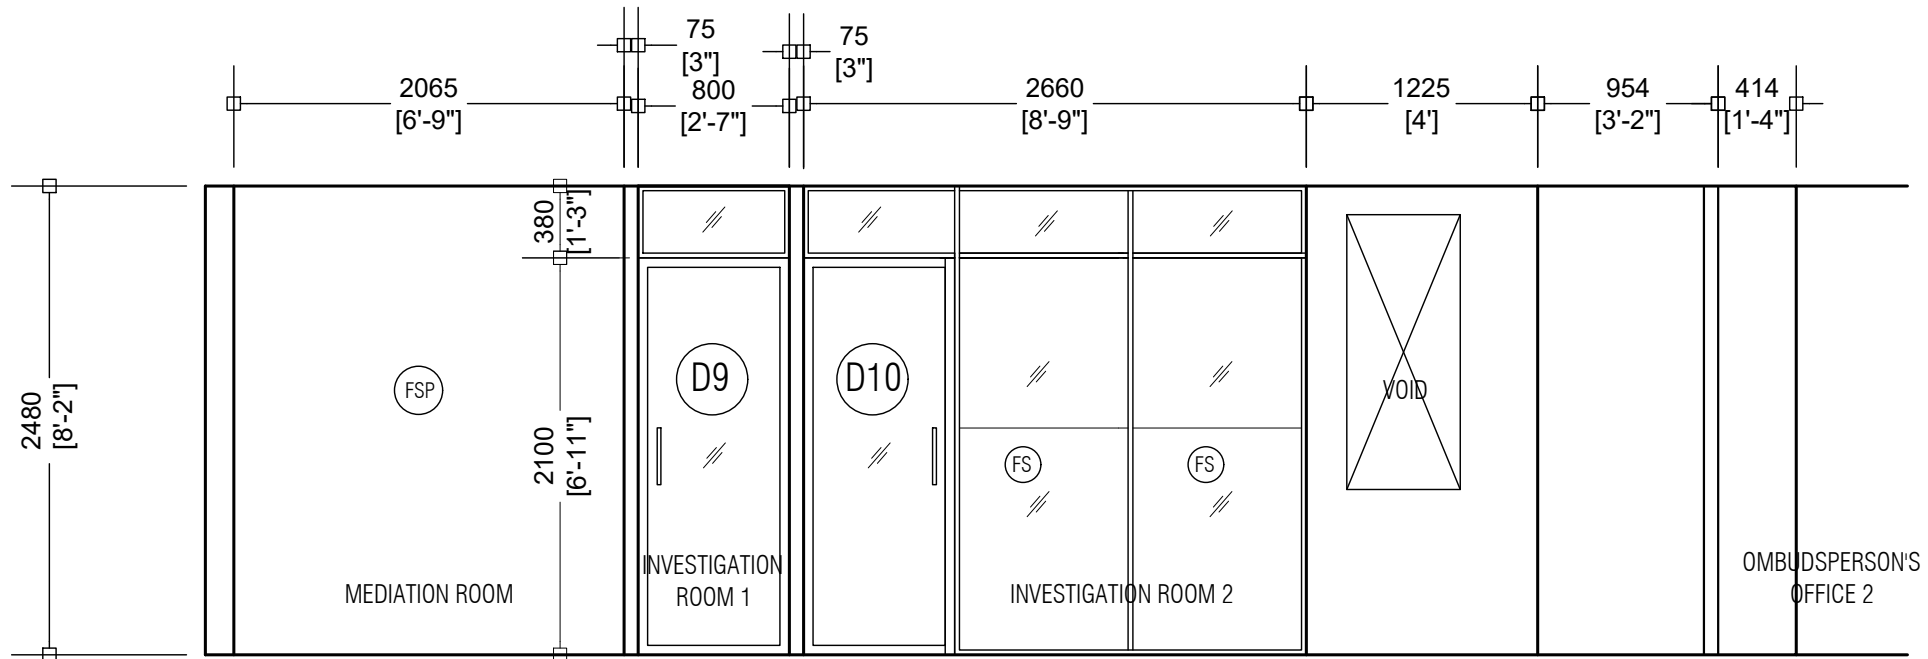 75
[3"]
75
[3"]
2065
[6'-9"]
800
[2'-7"]
2660
[8'-9"]
1225
[4']
954
[3'-2"]
414
[1'-4"]
380
[1'-3"]
2480
[8'-2"]
2100
[6'-11"]
FSP
D9
D10
VOID
FS
FS
MEDIATION ROOM
INVESTIGATION
ROOM 1
INVESTIGATION ROOM 2
OMBUDSPERSON'S
OFFICE 2